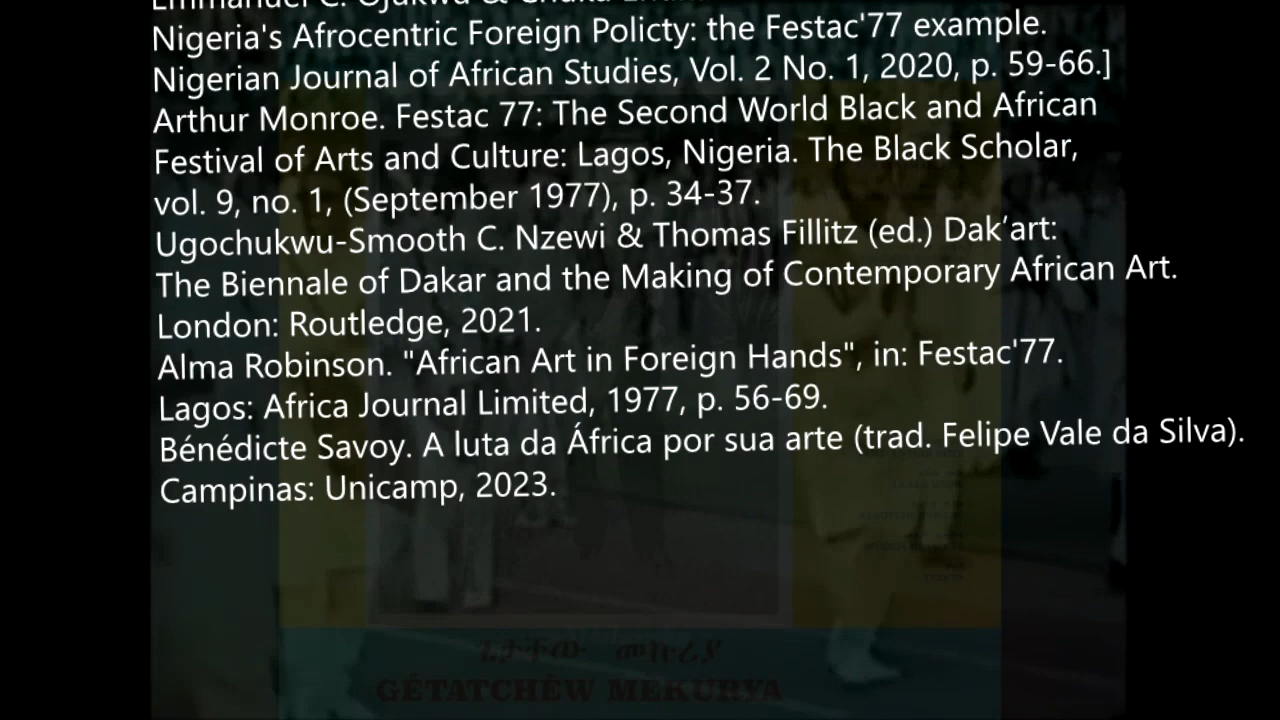 Nigeria's Afrocentric Foreign Policty: the Festac'77 example.
Nigerian Journal of African Studies, Vol. 2 No. 1, 2020, p. 59-66.]
Arthur Monroe. Festac 77: The Second World Black and African
Festival of Arts and Culture: Lagos, Nigeria. The Black Scholar,
vol. 9, no. 1, (September 1977), p. 34-37.
Ugochukwu-Smooth C. Nzewi & Thomas Fillitz (ed.) Dak’art:
The Biennale of Dakar and the Making of Contemporary African Art.
London: Routledge, 2021.
Alma Robinson. "African Art in Foreign Hands", in: Festac'77.
Lagos: Africa Journal Limited, 1977, p. 56-69.
Bénédicte Savoy. A luta da África por sua arte (trad. Felipe Vale da Silva).
Campinas: Unicamp, 2023.
ጌታቸው መኩሪያ
GÉTATCHÈW MÈKURYA